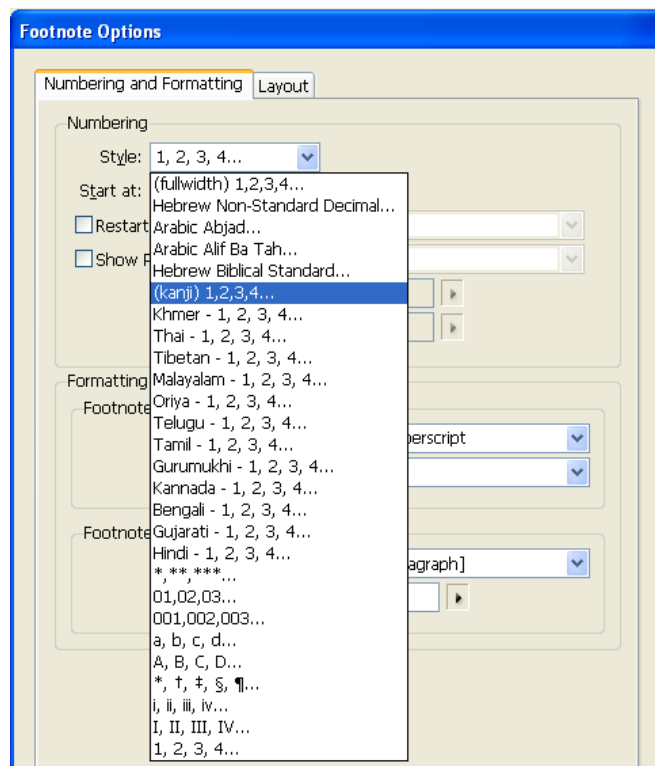 Footnote Options
Numbering and Formatting
Layout
Numbering
Style: 1, 2, 3, 4...
Start at:
Restart
Show
(fullwidth) 1,2,3,4...
Hebrew Non-Standard Decimal...
Arabic Abjad...
Arabic Alif Ba Tah...
Hebrew Biblical Standard...
(kanji) 1,2,3,4...
Khmer - 1, 2, 3, 4...
Thai - 1, 2, 3, 4...
Tibetan - 1, 2, 3, 4...
Malayalam - 1, 2, 3, 4...
Oriya - 1, 2, 3, 4...
Telugu - 1, 2, 3, 4...
Tamil - 1, 2, 3, 4...
Gurumukhi - 1, 2, 3, 4...
Kannada - 1, 2, 3, 4...
Bengali - 1, 2, 3, 4...
Gujarati - 1, 2, 3, 4...
Hindi - 1, 2, 3, 4...
*,**,***...
01,02,03...
001,002,003...
a, b, c, d...
A, B, C, D...
*, †, ‡, §, ¶...
i, ii, iii, iv...
I, II, III, IV...
1, 2, 3, 4...
Formatting
Footnote
perscript
Footnote
agraph]